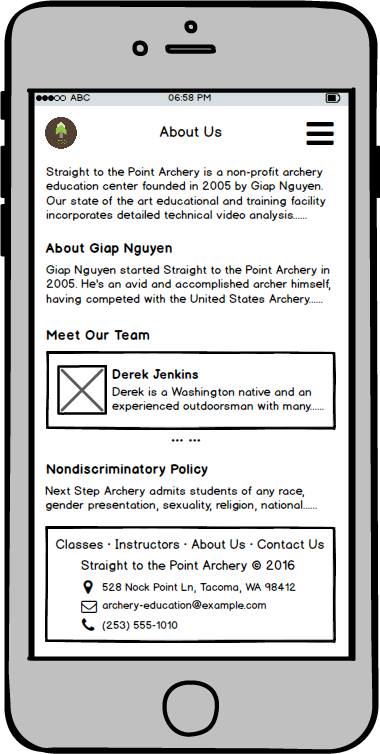 ABC 06:58 PM
About Us
Straight to the Point Archery is a non-profit archery
education center founded in 2005 by Giap Nguyen.
Our state of the art educational and training facility
incorporates detailed technical video analysis......
About Giap Nguyen
Giap Nguyen started Straight to the Point Archery in
2005. He's an avid and accomplished archer himself,
having competed with the United States Archery......
Meet Our Team
Derek Jenkins
Derek is a Washington native and an
experienced outdoorsman with many......
... ...
Nondiscriminatory Policy
Next Step Archery admits students of any race,
gender presentation, sexuality, religion, national......
Classes · Instructors · About Us · Contact Us
Straight to the Point Archery © 2016
528 Nock Point Ln, Tacoma, WA 98412
archery-education@example.com
(253) 555-1010